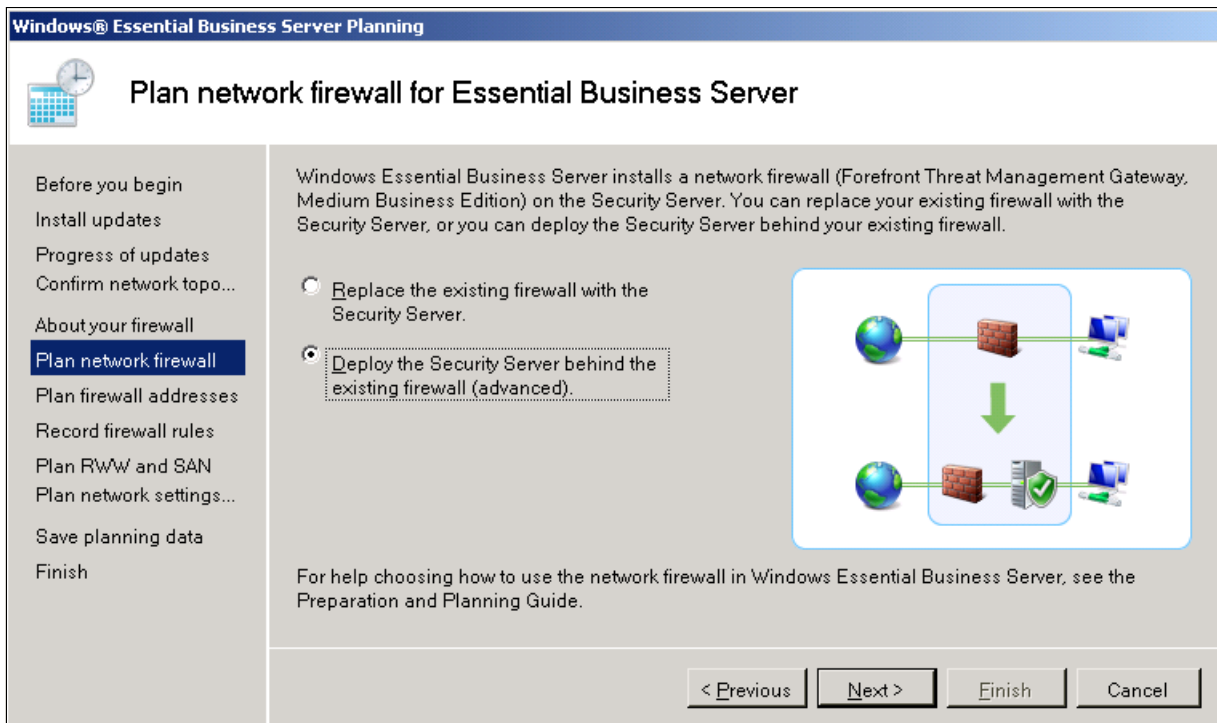 Windows® Essential Business Server Planning
Plan network firewall for Essential Business Server
Before you begin
Install updates
Progress of updates
Confirm network topo...
About your firewall
Plan network firewall
Plan firewall addresses
Record firewall rules
Plan RWW and SAN
Plan network settings...
Save planning data
Finish
Windows Essential Business Server installs a network firewall (Forefront Threat Management Gateway,
Medium Business Edition) on the Security Server. You can replace your existing firewall with the
Security Server, or you can deploy the Security Server behind your existing firewall.
Replace the existing firewall with the
Security Server.
Deploy the Security Server behind the
existing firewall (advanced).
For help choosing how to use the network firewall in Windows Essential Business Server, see the
Preparation and Planning Guide.
< Previous
Next >
Finish
Cancel